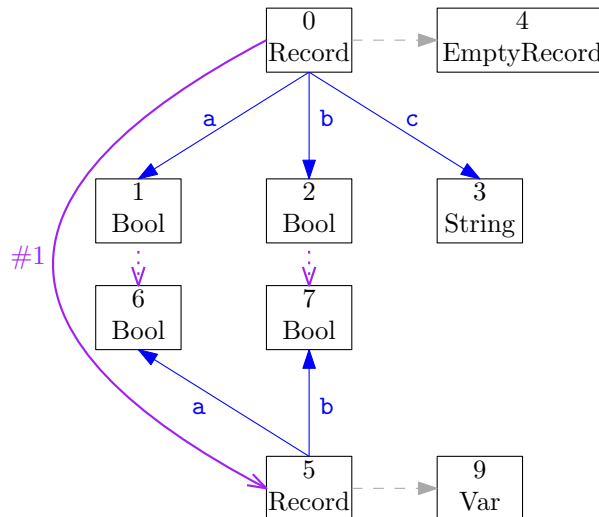 0
Record
4
EmptyRecord
a
b
c
1
Bool
2
Bool
3
String
#1
6
Bool
7
Bool
a
b
5
Record
9
Var